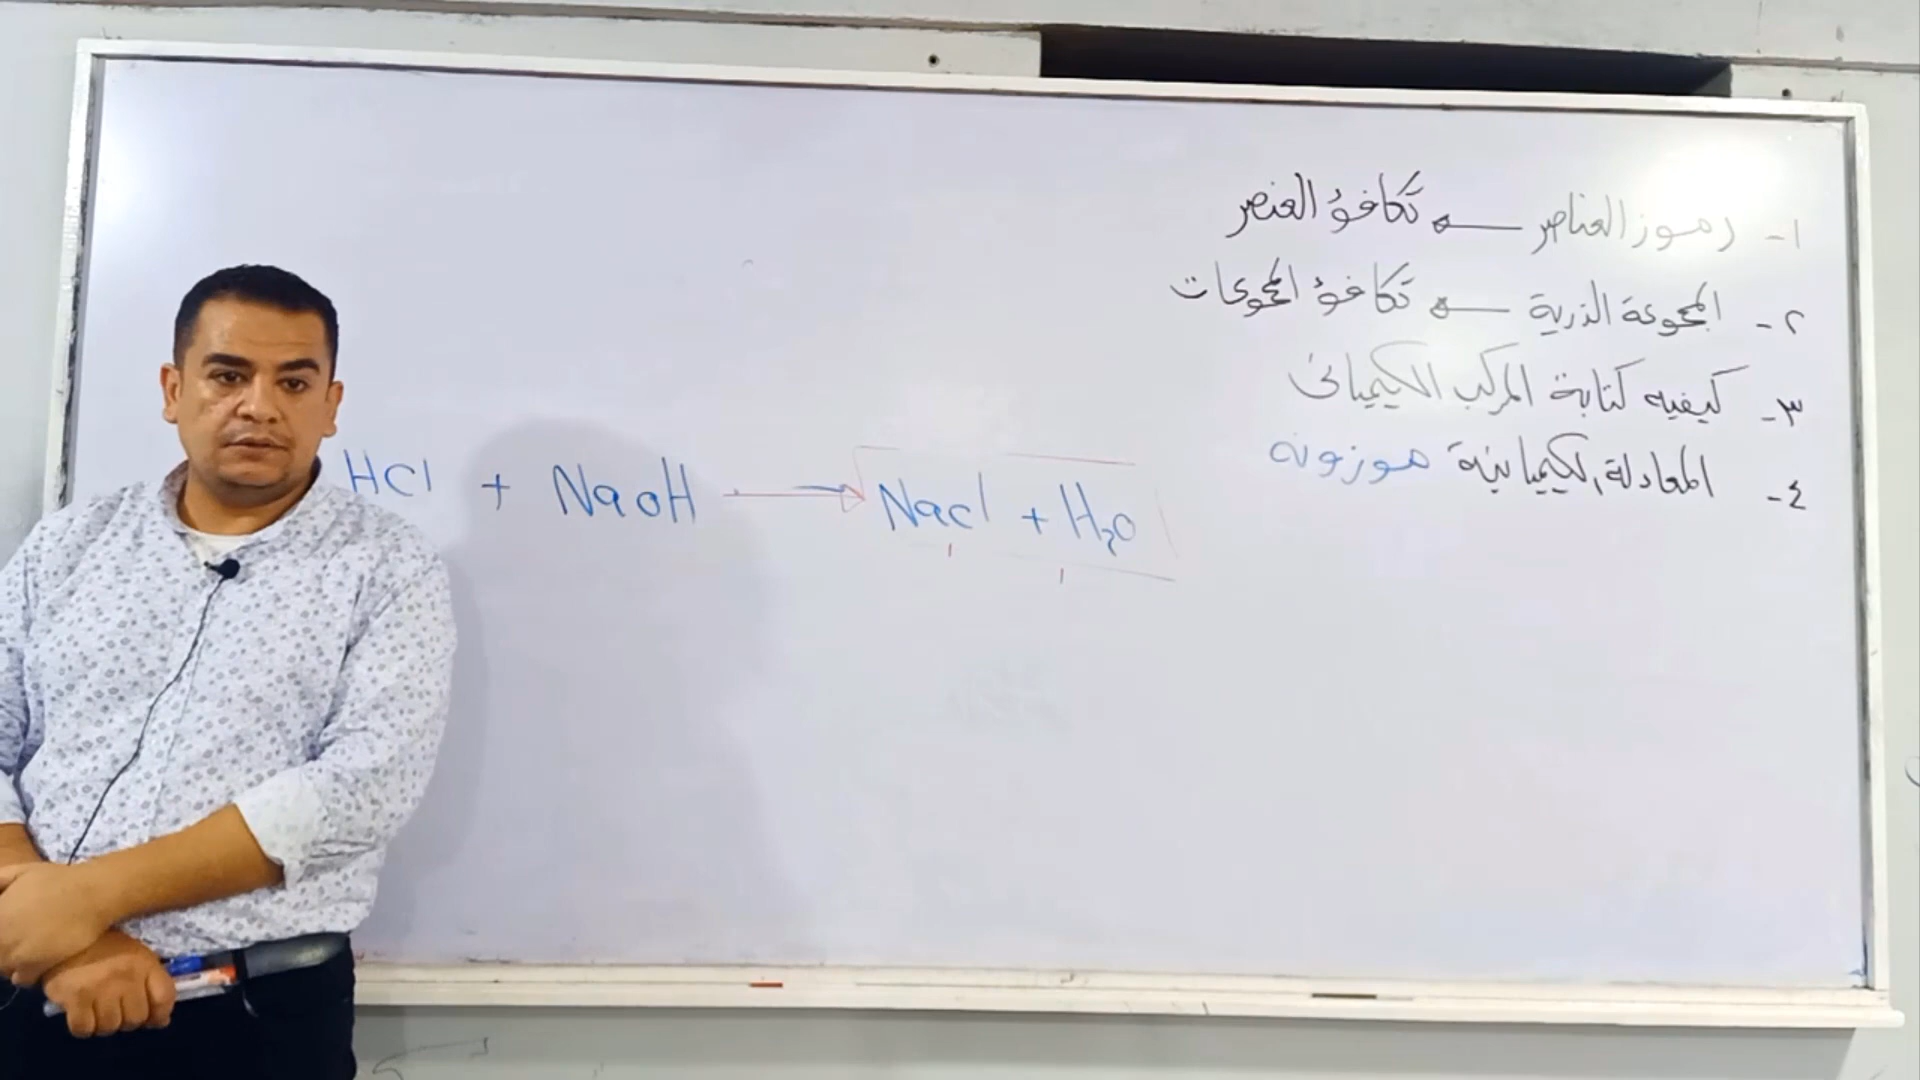 ١- رموز العناصر ← تكافؤ العنصر
٢- المجموعة الذرية ← تكافؤ المجموعات
٣- كيفيه كتابة المركب الكيميائى
٤- المعادلة الكيميائية موزونه
HCl + NaOH → NaCl + H₂O